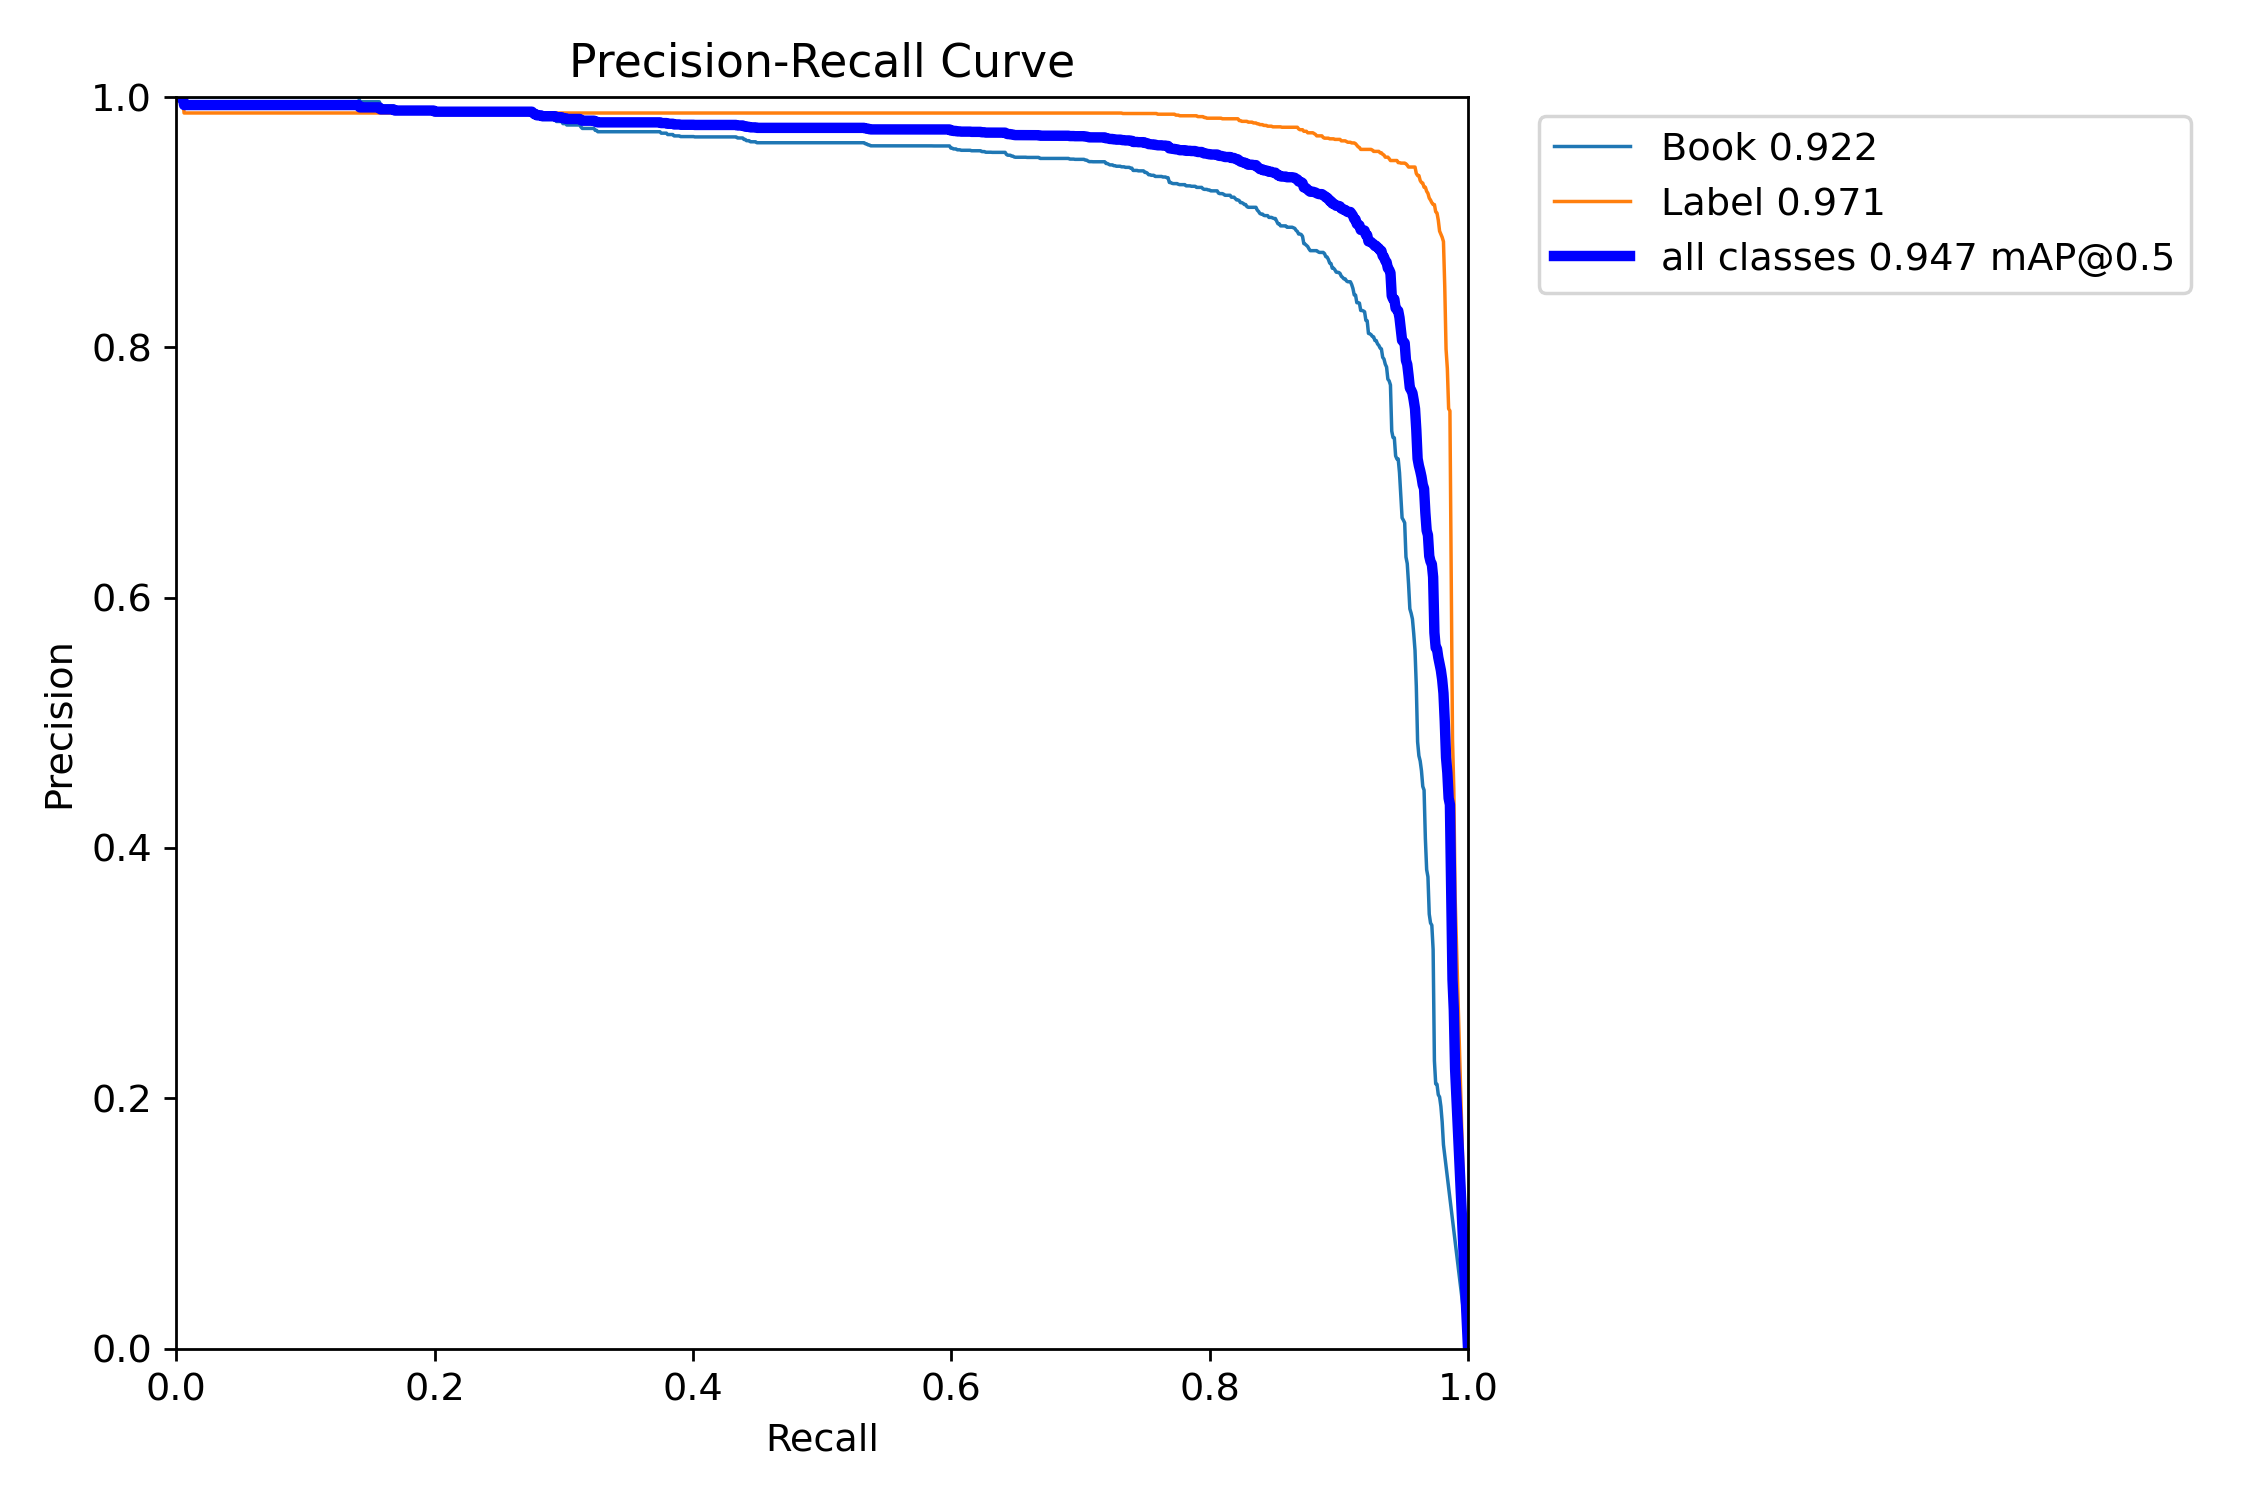 Precision-Recall Curve
1.0
0.8
0.6
0.4
0.2
0.0
Precision
0.0 0.2 0.4 0.6 0.8 1.0
Recall
Book 0.922
Label 0.971
all classes 0.947 mAP@0.5